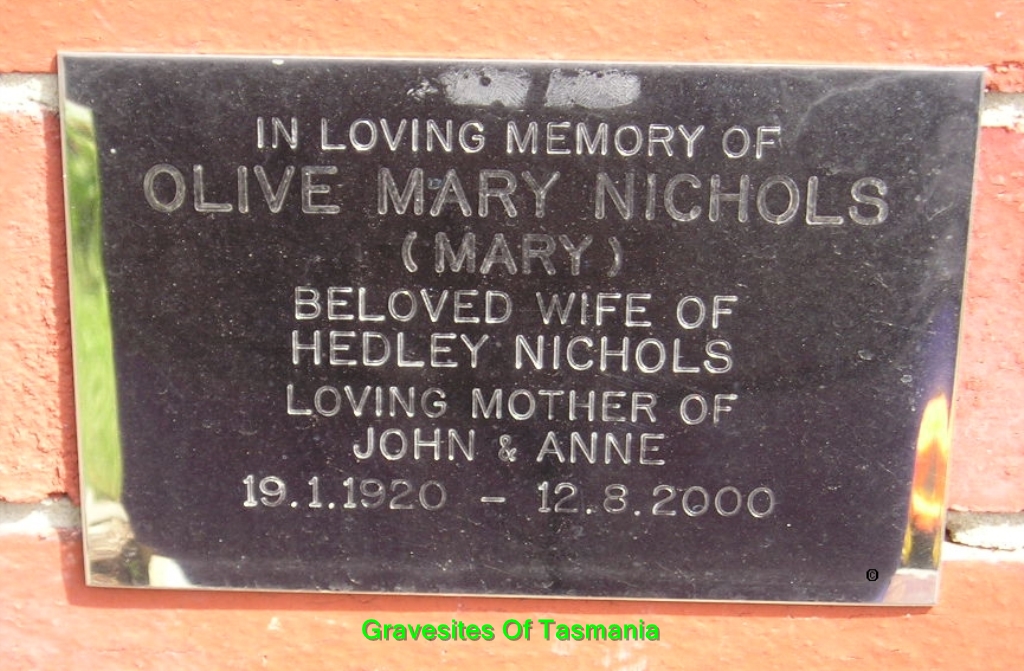 IN LOVING MEMORY OF
OLIVE MARY NICHOLS
(MARY)
BELOVED WIFE OF
HEDLEY NICHOLS
LOVING MOTHER OF
JOHN & ANNE
19.1.1920 – 12.8.2000
©
Gravesites Of Tasmania